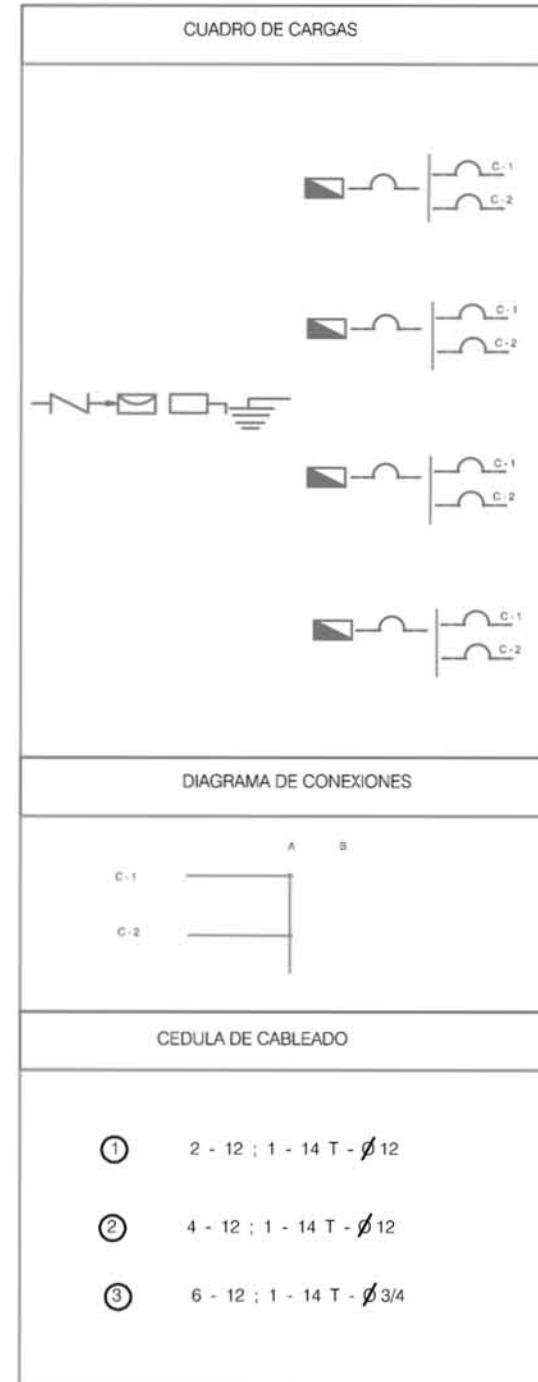 CUADRO DE CARGAS
C-1
C-2
C-1
C-2
C-1
C-2
C-1
C-2
DIAGRAMA DE CONEXIONES
A B
C-1
C-2
CEDULA DE CABLEADO
1 2 - 12 ; 1 - 14 T - Ø 12
2 4 - 12 ; 1 - 14 T - Ø 12
3 6 - 12 ; 1 - 14 T - Ø 3/4